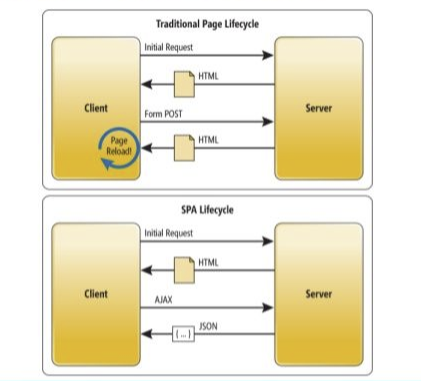 Traditional Page Lifecycle
Initial Request
HTML
Client
Server
Form POST
Page
Reload!
HTML
SPA Lifecycle
Initial Request
HTML
Client
Server
AJAX
JSON
{...}